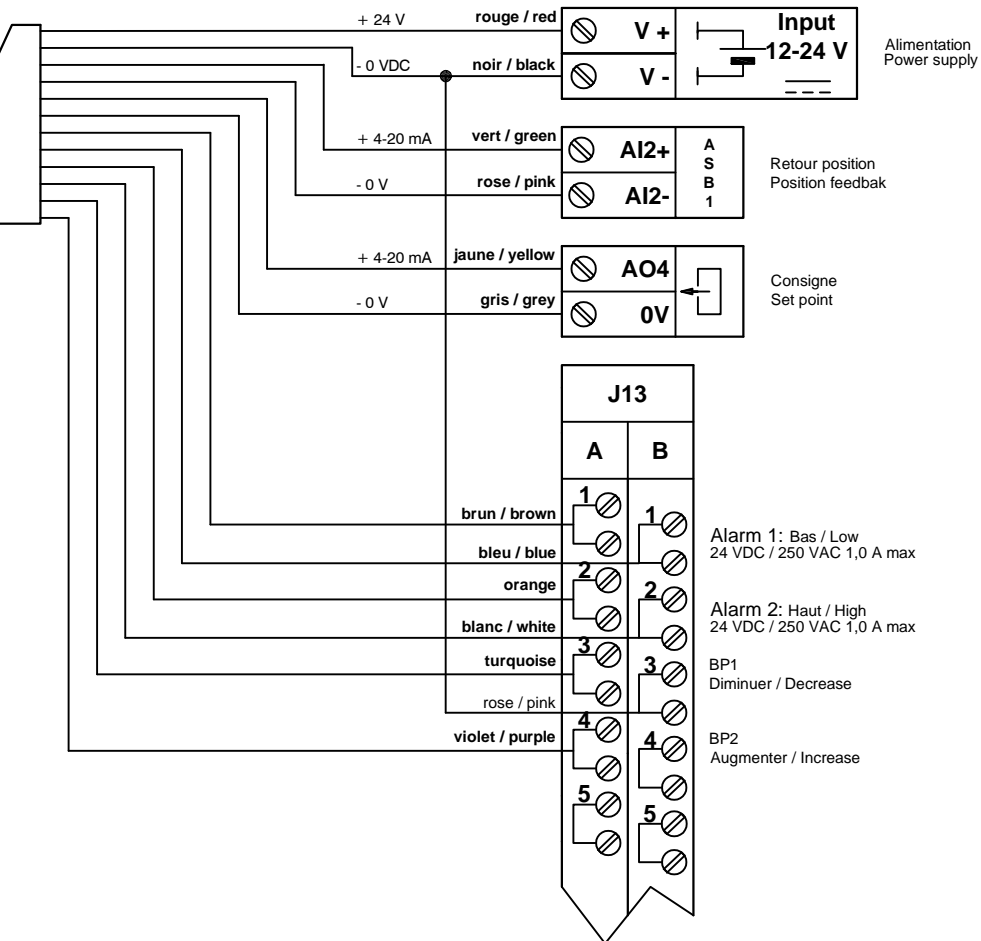 + 24 V
rouge / red
V +
Input
12-24 V
Alimentation
Power supply
- 0 VDC
noir / black
V -
+ 4-20 mA
vert / green
AI2+
A
S
B
1
Retour position
Position feedbak
- 0 V
rose / pink
AI2-
+ 4-20 mA
jaune / yellow
AO4
Consigne
Set point
- 0 V
gris / grey
0V
J13
A
B
1
brun / brown
1
Alarm 1: Bas / Low
24 VDC / 250 VAC 1,0 A max
bleu / blue
2
orange
2
Alarm 2: Haut / High
24 VDC / 250 VAC 1,0 A max
blanc / white
3
turquoise
3
BP1
Diminuer / Decrease
rose / pink
4
violet / purple
4
BP2
Augmenter / Increase
5
5